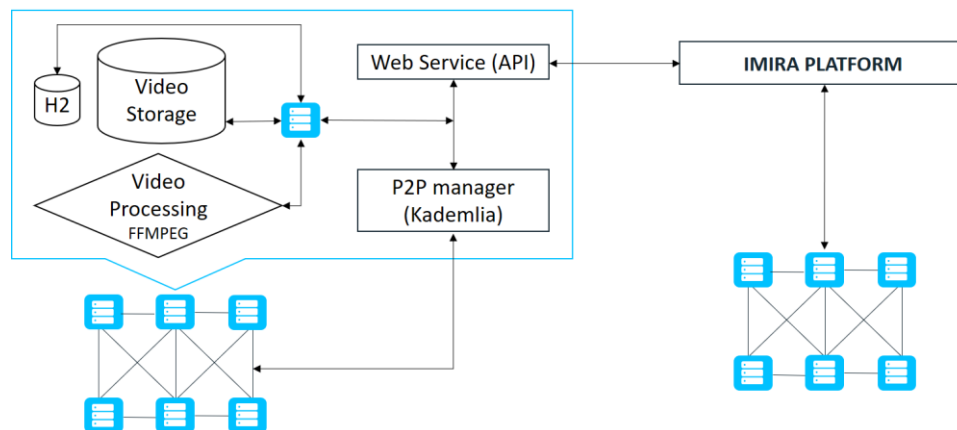 H2
Video
Storage
Web Service (API)
IMIRA PLATFORM
Video
Processing
FFMPEG
P2P manager
(Kademlia)